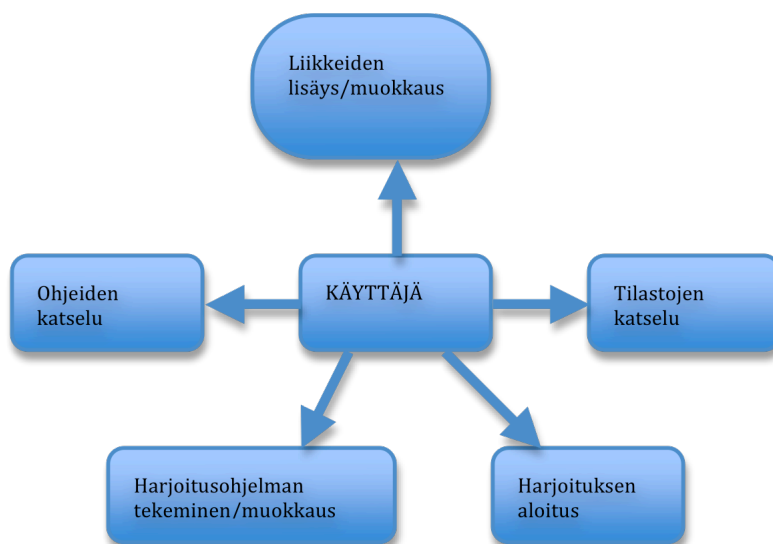 Liikkeiden
lisäys/muokkaus
Ohjeiden
katselu
KÄYTTÄJÄ
Tilastojen
katselu
Harjoitusohjelman
tekeminen/muokkaus
Harjoituksen
aloitus